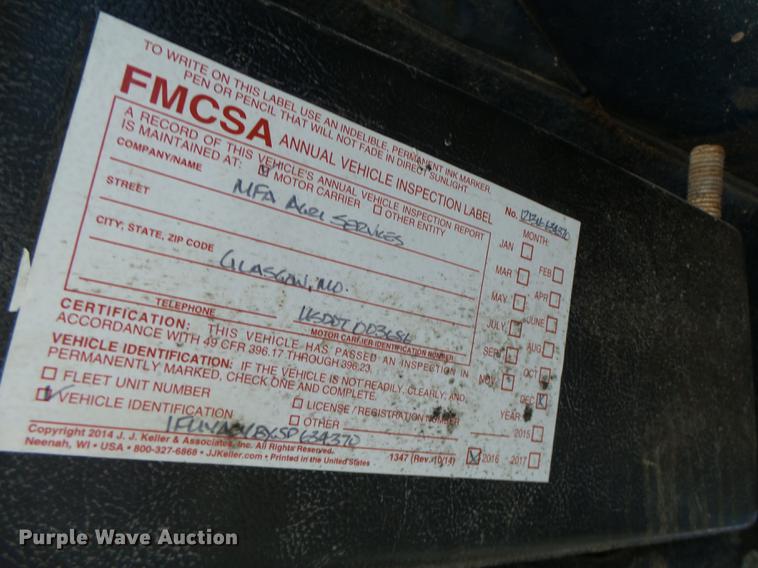 TO WRITE ON THIS LABEL USE AN INDELIBLE, PERMANENT INK MARKER,
PEN OR PENCIL THAT WILL NOT FADE IN DIRECT SUNLIGHT.
FMCSA ANNUAL VEHICLE INSPECTION LABEL
A RECORD OF THIS VEHICLE'S ANNUAL VEHICLE INSPECTION REPORT
IS MAINTAINED AT: MOTOR CARRIER OTHER ENTITY
COMPANY/NAME
MFA AGRI SERVICES
STREET
CITY, STATE, ZIP CODE
GLASGOW, MO.
TELEPHONE
USDOT
MOTOR CARRIER IDENTIFICATION NUMBER
CERTIFICATION: THIS VEHICLE HAS PASSED AN INSPECTION IN
ACCORDANCE WITH 49 CFR 396.17 THROUGH 396.23.
VEHICLE IDENTIFICATION: IF THE VEHICLE IS NOT READILY, CLEARLY, AND,
PERMANENTLY MARKED, CHECK ONE AND COMPLETE.
FLEET UNIT NUMBER
LICENSE / REGISTRATION NUMBER
VEHICLE IDENTIFICATION
OTHER
Copyright 2014 J. J. Keller & Associates, Inc. All Rights Reserved.
Neenah, WI • USA • 800-327-6868 • JJKeller.com • Printed in the United States
1347 (Rev. 10/14)
No.
MONTH:
JAN FEB
MAR APR
MAY JUNE
JULY AUG
SEPT OCT
NOV DEC X
YEAR
2015
X 2016 2017
Purple Wave Auction